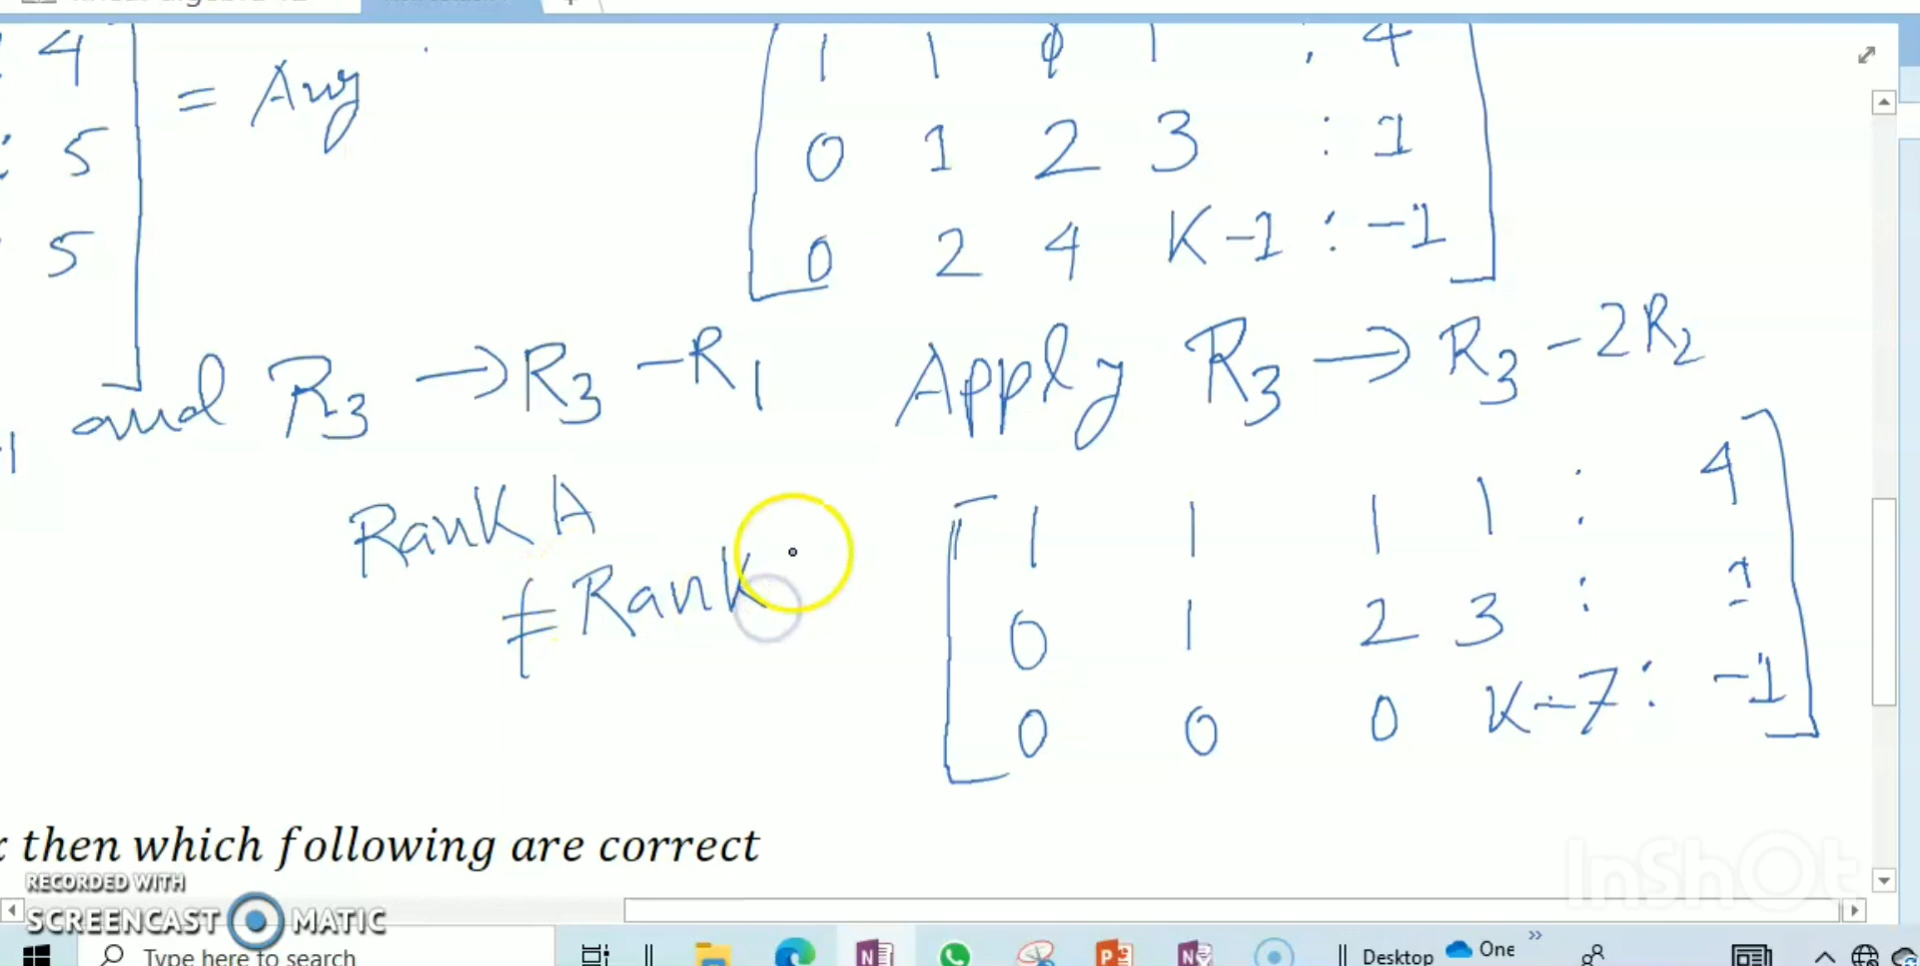 4
= Aug
5
5
1 1 1 : 4
0 1 2 3 : 1
0 2 4 K-1 : -1
and R3 → R3 -R1
Apply R3 → R3 - 2R2
Rank A
≠ Rank
1 1 1 1 : 4
0 1 2 3 : 1
0 0 0 K-7 : -1
then which following are correct
RECORDED WITH
SCREENCAST MATIC
InShOt
Type here to search
Desktop
One